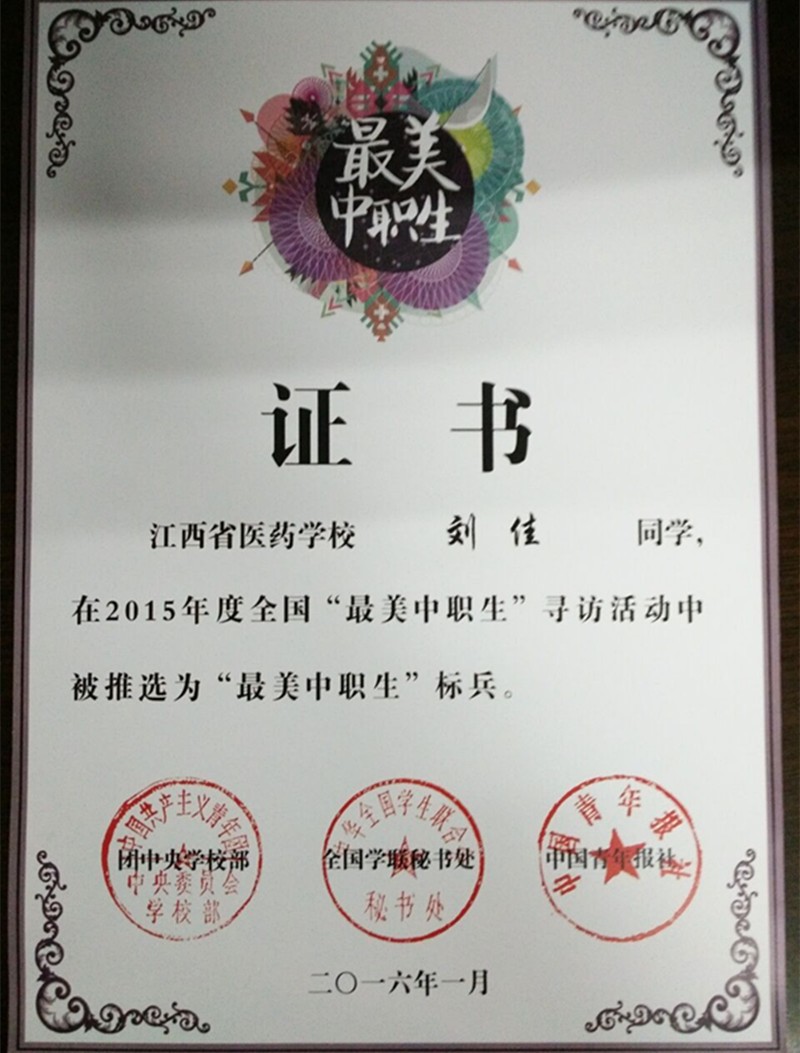 最美
中职生
证 书
江西省医药学校 刘佳 同学，
在2015年度全国“最美中职生”寻访活动中
被推选为“最美中职生”标兵。
中国共产主义青年团
团中央学校部
中央委员会
学校部
中华全国学生联合会
全国学联秘书处
秘书处
中国青年报社
中国青年报社
二〇一六年一月